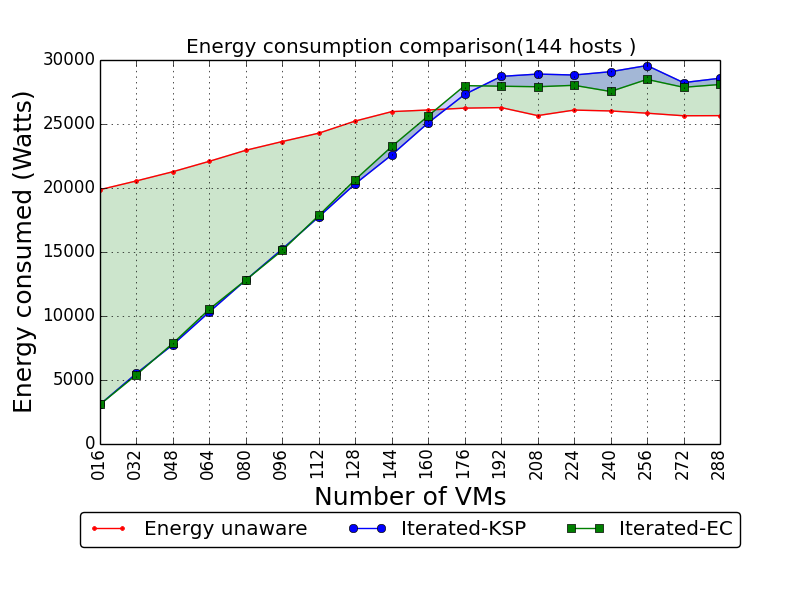 Energy consumption comparison(144 hosts )
Energy consumed (Watts)
30000
25000
20000
15000
10000
5000
0
016 032 048 064 080 096 112 128 144 160 176 192 208 224 240 256 272 288
Number of VMs
Energy unaware Iterated-KSP Iterated-EC